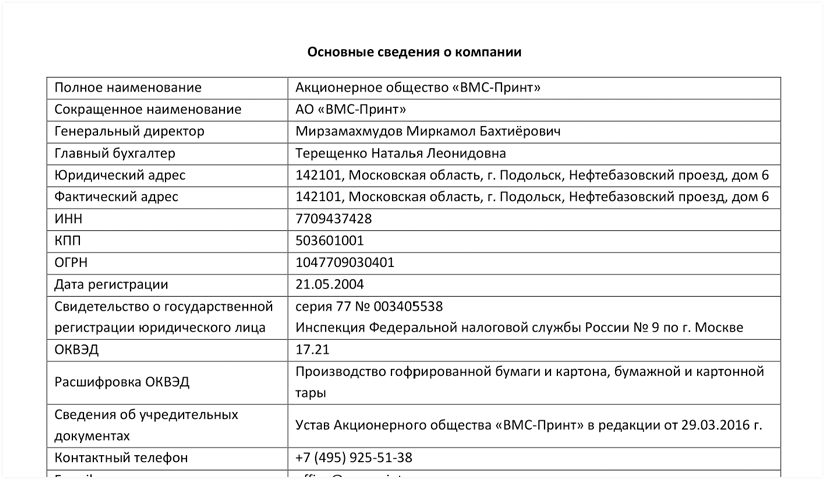 Основные сведения о компании
Полное наименование Акционерное общество «ВМС-Принт»
Сокращенное наименование АО «ВМС-Принт»
Генеральный директор Мирзамахмудов Миркамол Бахтиёрович
Главный бухгалтер Терещенко Наталья Леонидовна
Юридический адрес 142101, Московская область, г. Подольск, Нефтебазовский проезд, дом 6
Фактический адрес 142101, Московская область, г. Подольск, Нефтебазовский проезд, дом 6
ИНН 7709437428
КПП 503601001
ОГРН 1047709030401
Дата регистрации 21.05.2004
Свидетельство о государственной серия 77 № 003405538
регистрации юридического лица Инспекция Федеральной налоговой службы России № 9 по г. Москве
ОКВЭД 17.21
Расшифровка ОКВЭД Производство гофрированной бумаги и картона, бумажной и картонной
тары
Сведения об учредительных
документах Устав Акционерного общества «ВМС-Принт» в редакции от 29.03.2016 г.
Контактный телефон +7 (495) 925-51-38